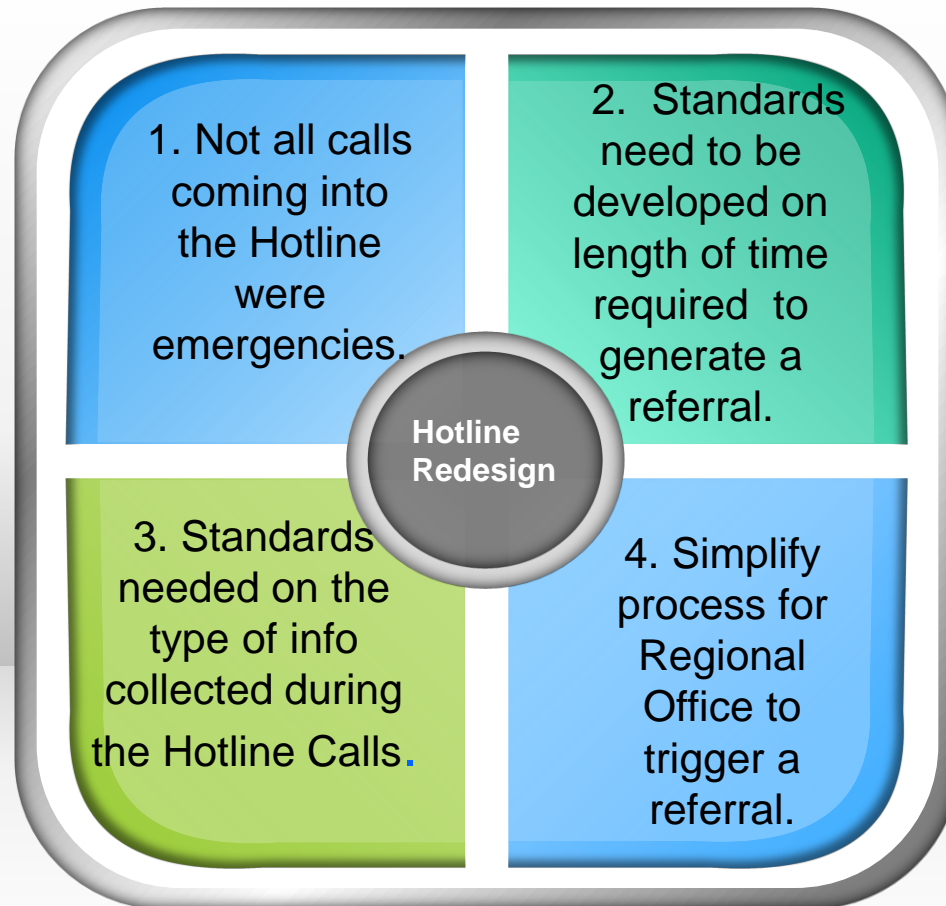 1. Not all calls
coming into
the Hotline
were
emergencies.
2. Standards
need to be
developed on
length of time
required to
generate a
referral.
Hotline
Redesign
3. Standards
needed on the
type of info
collected during
the Hotline Calls.
4. Simplify
process for
Regional
Office to
trigger a
referral.